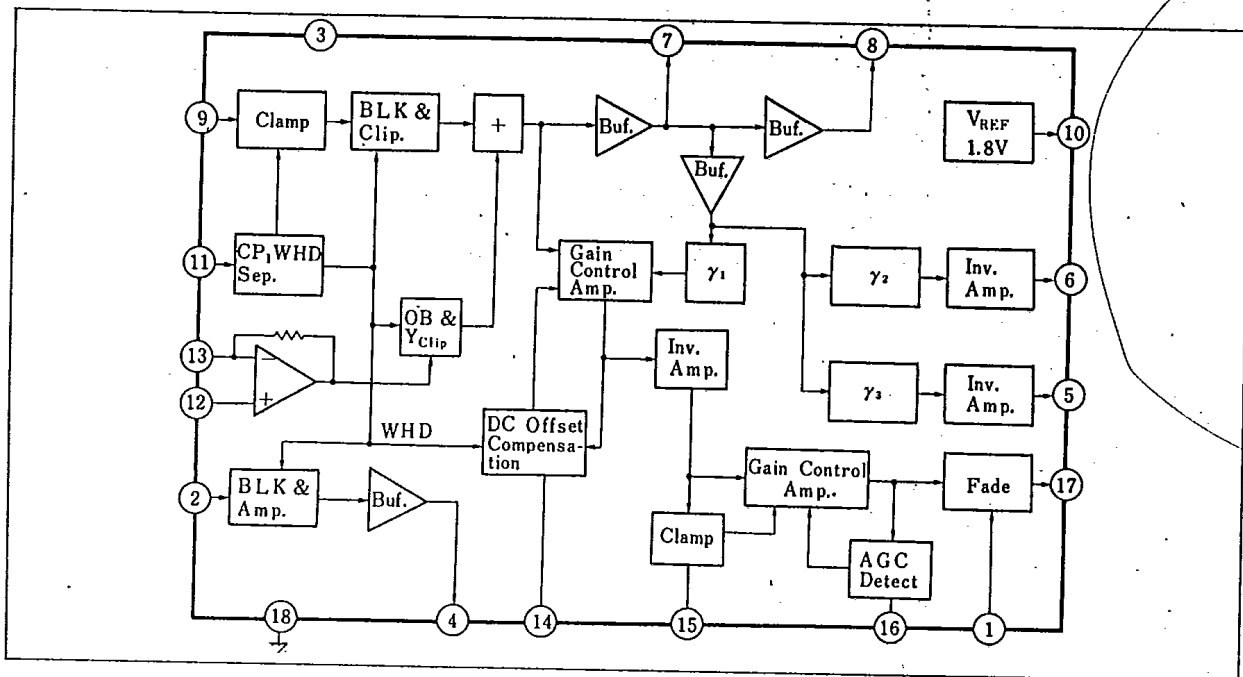 3
7
8
9
Clamp
BLK &
Clip.
+
Buf.
Buf.
VREF
1.8V
10
Buf.
11
CP1WHD
Sep.
Gain
Control
Amp.
γ1
γ2
Inv.
Amp.
6
OB &
YClip
13
−
12
+
Inv.
Amp.
γ3
Inv.
Amp.
5
WHD
DC Offset
Compensa-
tion
2
BLK &
Amp.
Buf.
Gain Control
Amp.
Fade
17
Clamp
AGC
Detect
18
4
14
15
16
1